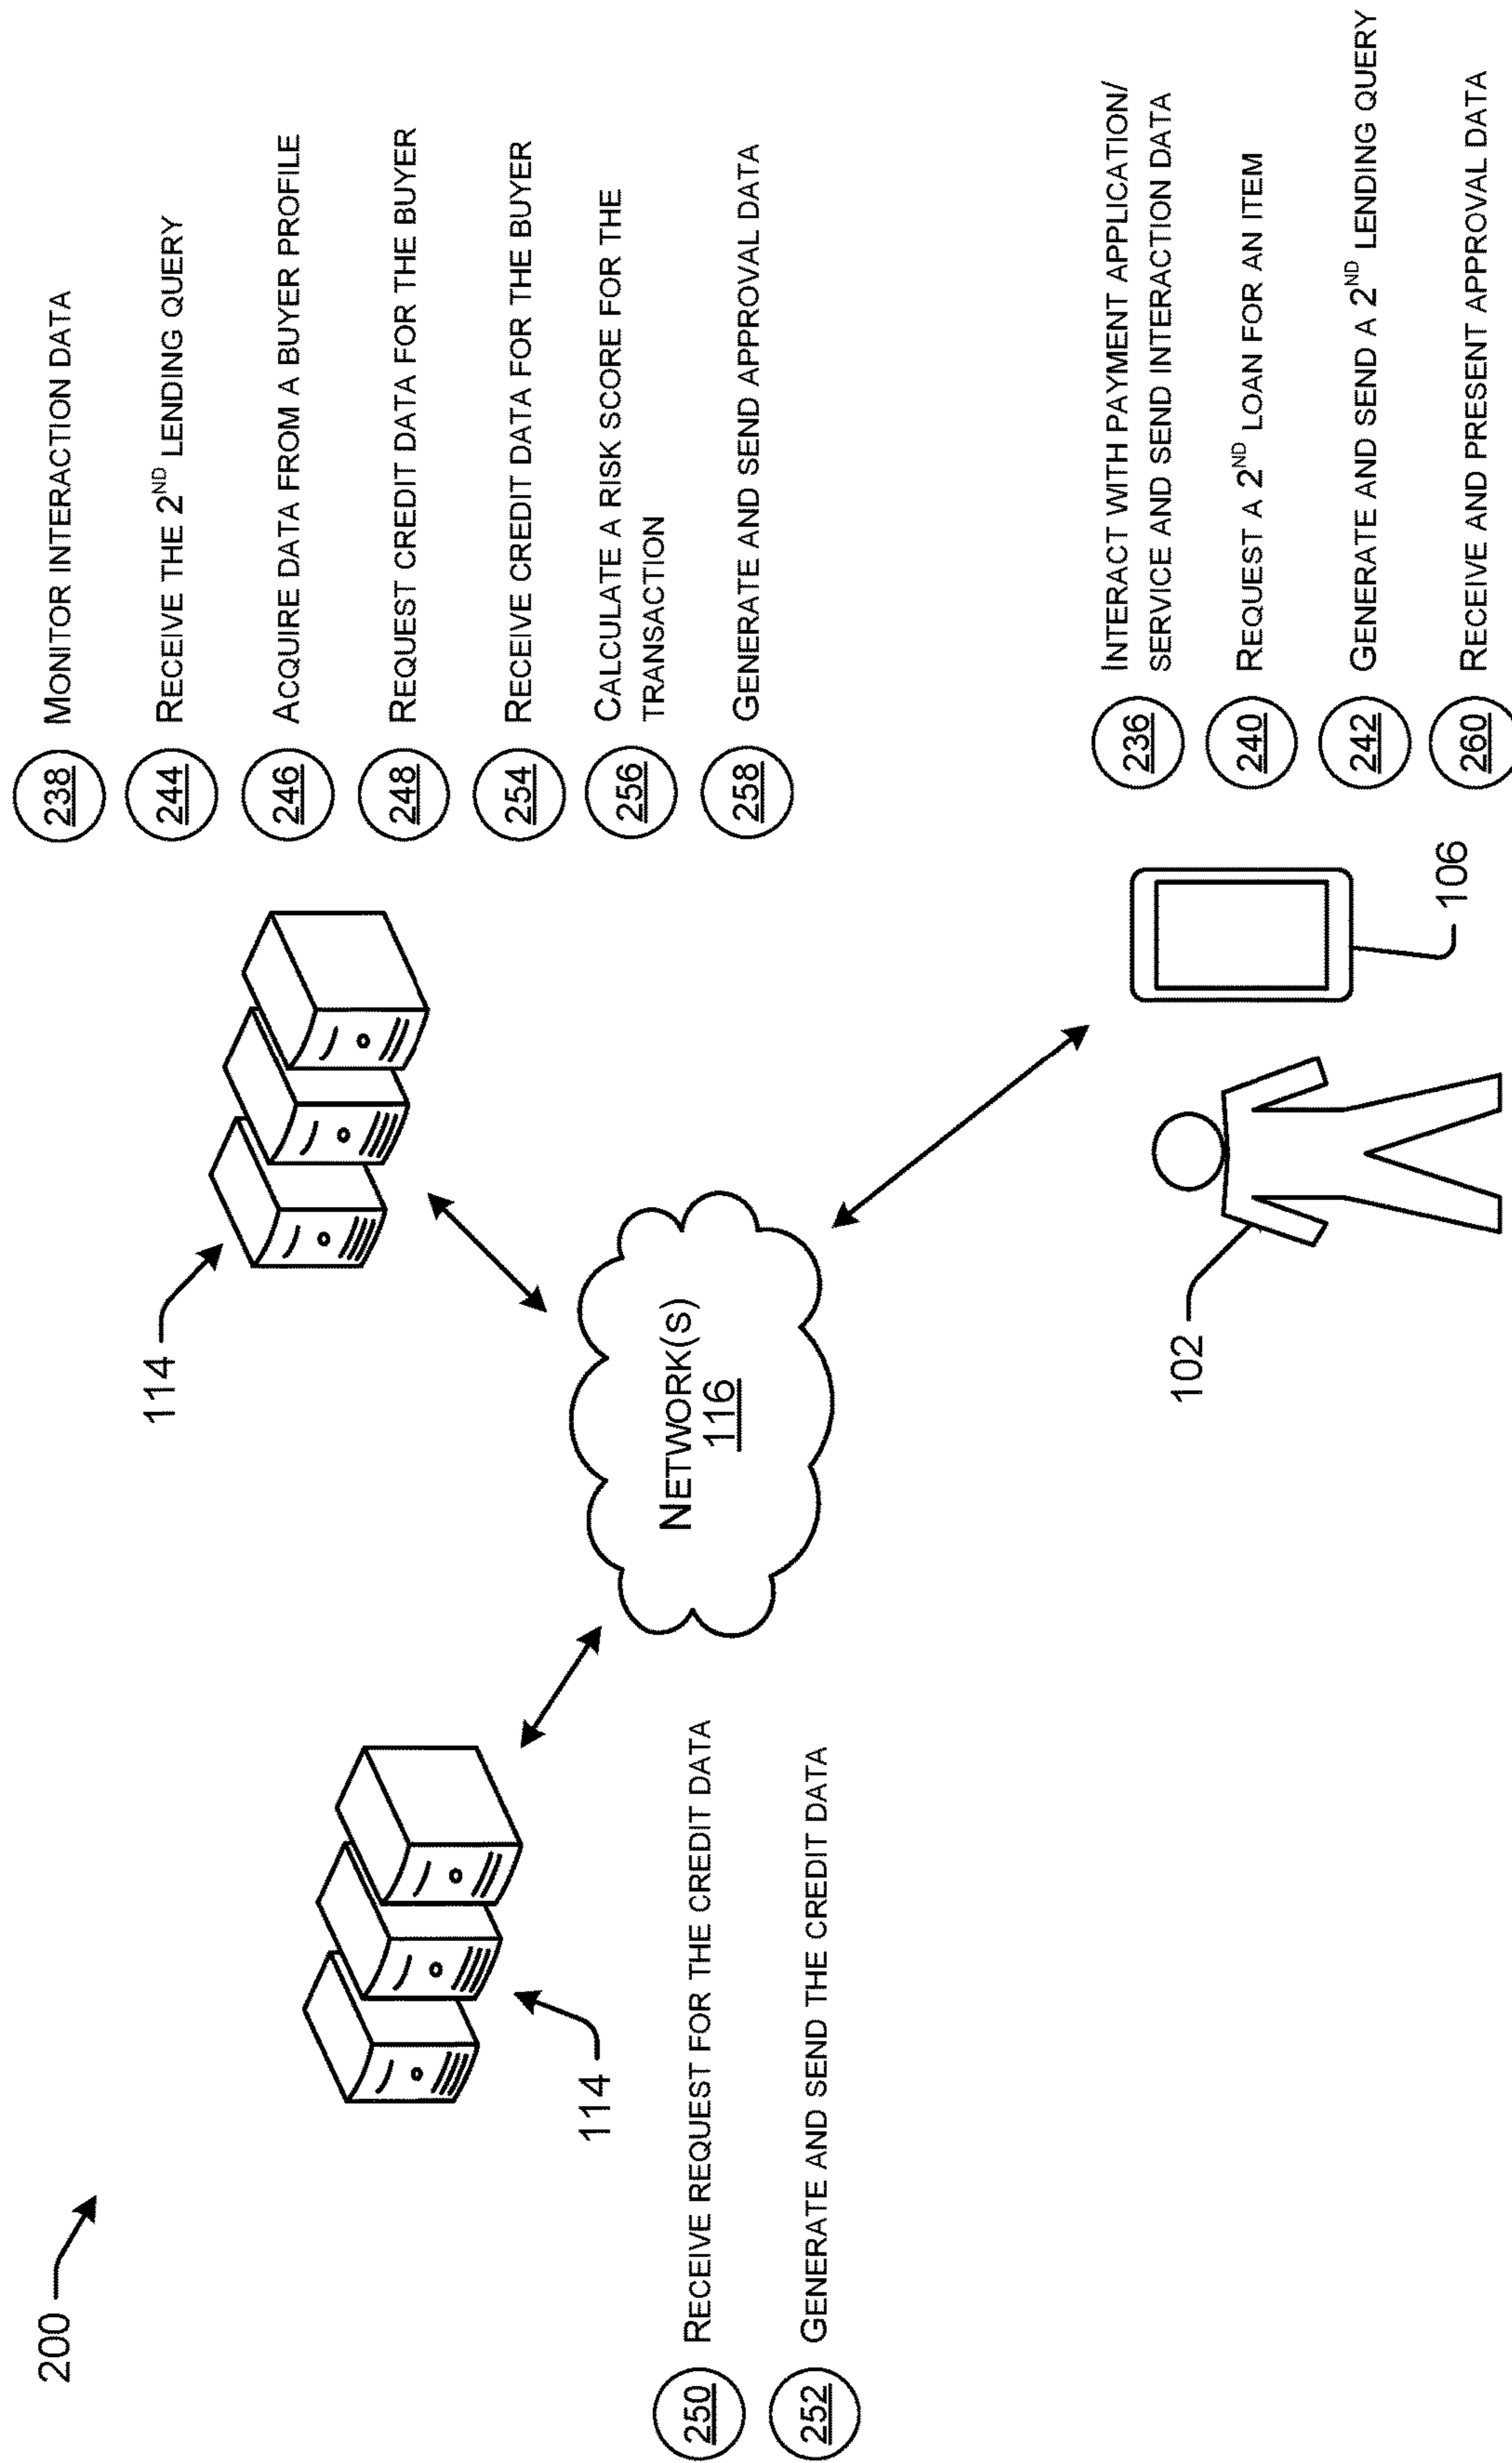 200
114
238 MONITOR INTERACTION DATA
244 RECEIVE THE 2ND LENDING QUERY
246 ACQUIRE DATA FROM A BUYER PROFILE
248 REQUEST CREDIT DATA FOR THE BUYER
254 RECEIVE CREDIT DATA FOR THE BUYER
256 CALCULATE A RISK SCORE FOR THE
TRANSACTION
258 GENERATE AND SEND APPROVAL DATA
114
250 RECEIVE REQUEST FOR THE CREDIT DATA
252 GENERATE AND SEND THE CREDIT DATA
NETWORK(S)
116
102
106
236 INTERACT WITH PAYMENT APPLICATION/
SERVICE AND SEND INTERACTION DATA
240 REQUEST A 2ND LOAN FOR AN ITEM
242 GENERATE AND SEND A 2ND LENDING QUERY
260 RECEIVE AND PRESENT APPROVAL DATA